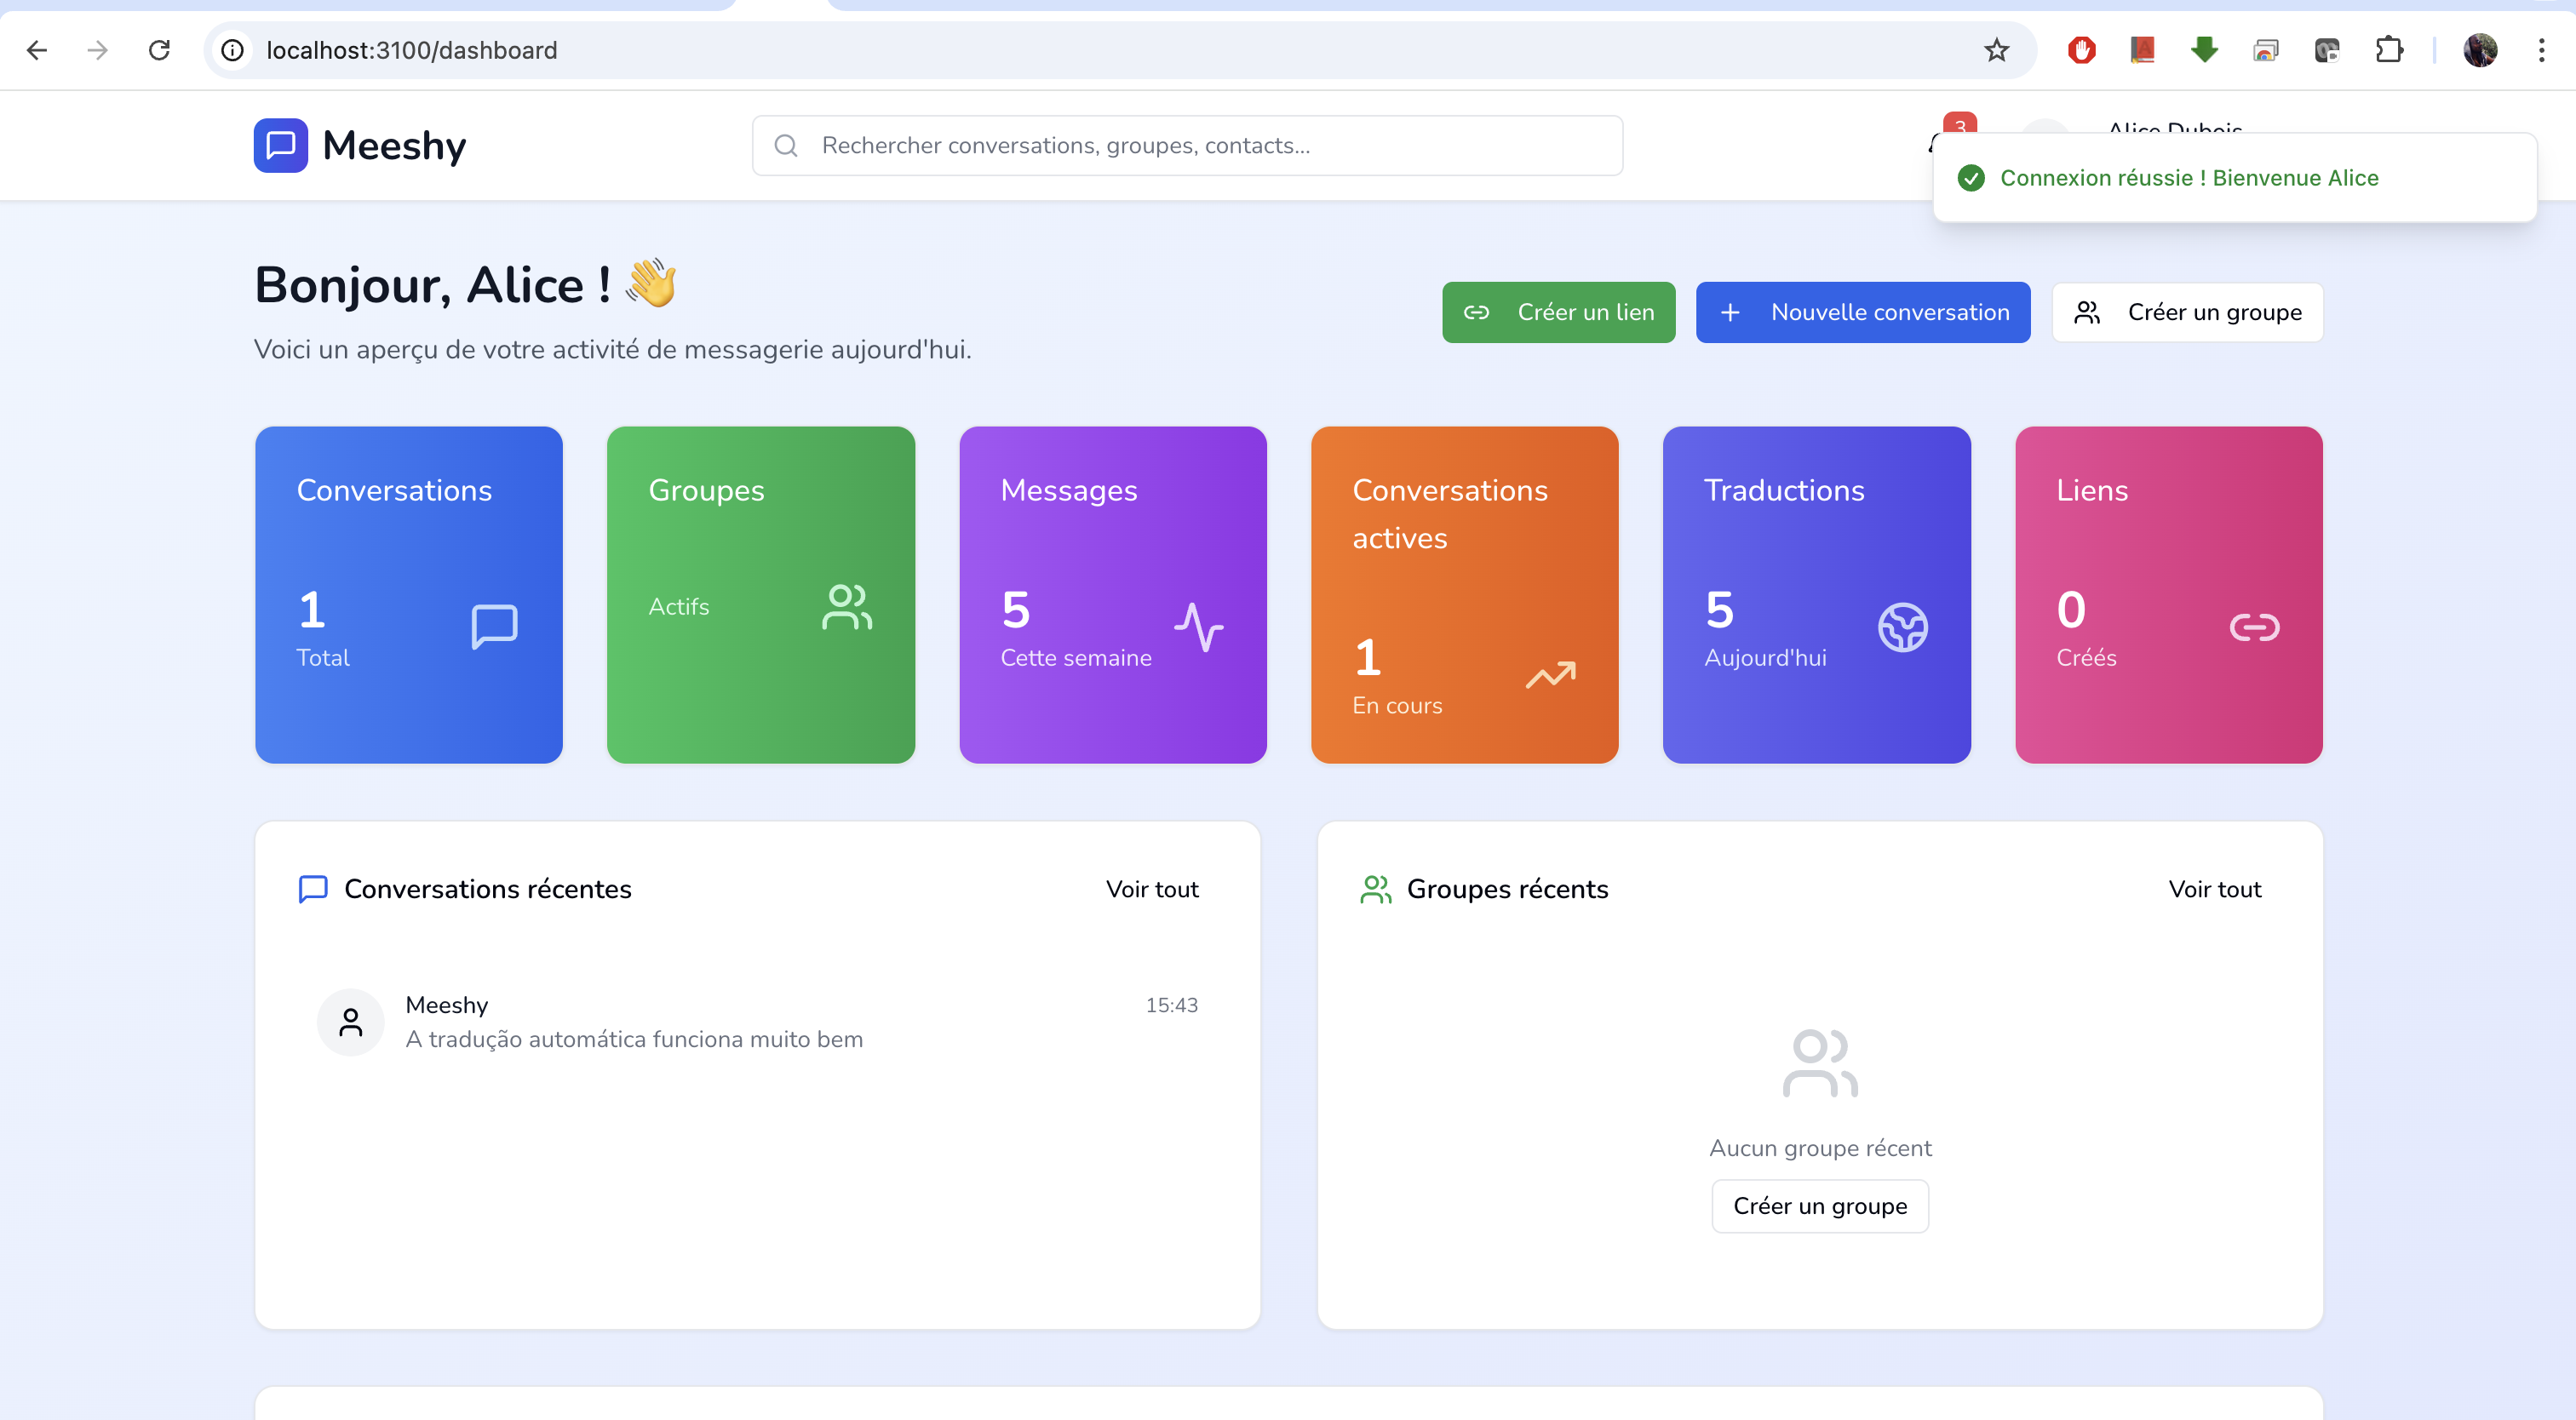 localhost:3100/dashboard
Meeshy
Rechercher conversations, groupes, contacts...
3
Alice Dubois
Connexion réussie ! Bienvenue Alice
Bonjour, Alice ! 👋
Voici un aperçu de votre activité de messagerie aujourd'hui.
Créer un lien
Nouvelle conversation
Créer un groupe
Conversations
1
Total
Groupes
Actifs
Messages
5
Cette semaine
Conversations
actives
1
En cours
Traductions
5
Aujourd'hui
Liens
0
Créés
Conversations récentes
Voir tout
Meeshy
15:43
A tradução automática funciona muito bem
Groupes récents
Voir tout
Aucun groupe récent
Créer un groupe